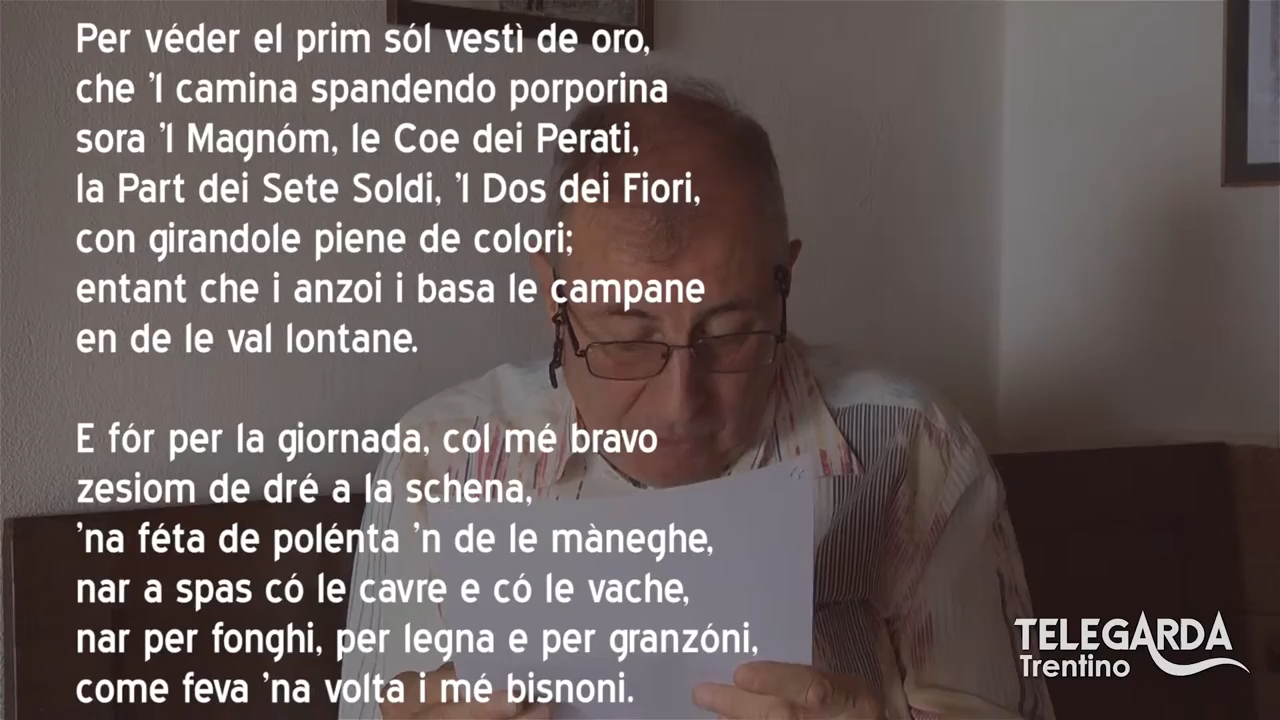 Per véder el prim sól vestì de oro,
che 'l camina spandendo porporina
sora 'l Magnóm, le Coe dei Perati,
la Part dei Sete Soldi, 'l Dos dei Fiori,
con girandole piene de colori;
entant che i anzoi i basa le campane
en de le val lontane.
E fór per la giornada, col mé bravo
zesiom de dré a la schena,
'na féta de polénta 'n de le màneghe,
nar a spas có le cavre e có le vache,
nar per fonghi, per legna e per granzóni,
come feva 'na volta i mé bisnoni.
TELEGARDA
Trentino